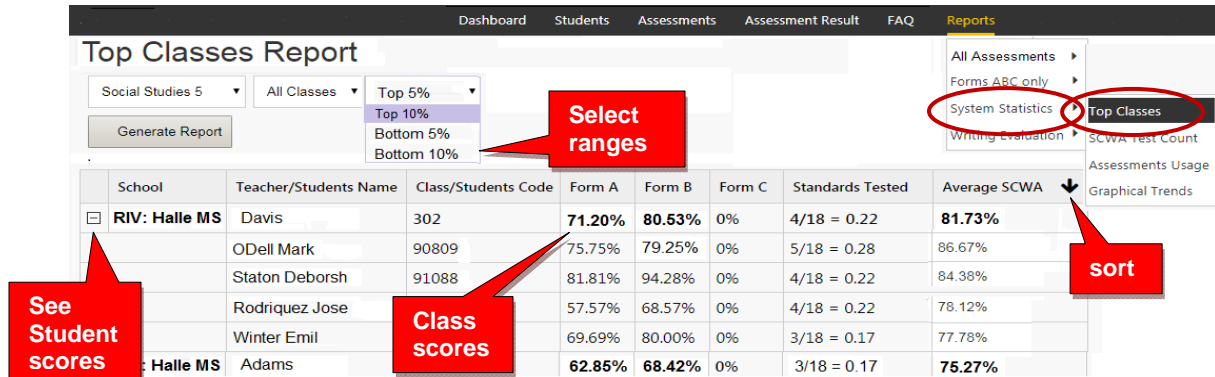 Dashboard Students Assessments Assessment Result FAQ Reports
Top Classes Report
All Assessments
Forms ABC only
System Statistics
Writing Evaluation
Top Classes
SCWA Test Count
Assessments Usage
Graphical Trends
Social Studies 5 All Classes Top 5%
Top 10%
Bottom 5%
Bottom 10%
Generate Report
Select
ranges
School Teacher/Students Name Class/Students Code Form A Form B Form C Standards Tested Average SCWA
RIV: Halle MS Davis 302 71.20% 80.53% 0% 4/18 = 0.22 81.73%
ODell Mark 90809 75.75% 79.25% 0% 5/18 = 0.28 86.67%
Staton Deborsh 91088 81.81% 94.28% 0% 4/18 = 0.22 84.38%
Rodriquez Jose 57.57% 68.57% 0% 4/18 = 0.22 78.12%
Winter Emil 69.69% 80.00% 0% 3/18 = 0.17 77.78%
: Halle MS Adams 62.85% 68.42% 0% 3/18 = 0.17 75.27%
sort
See
Student
scores
Class
scores